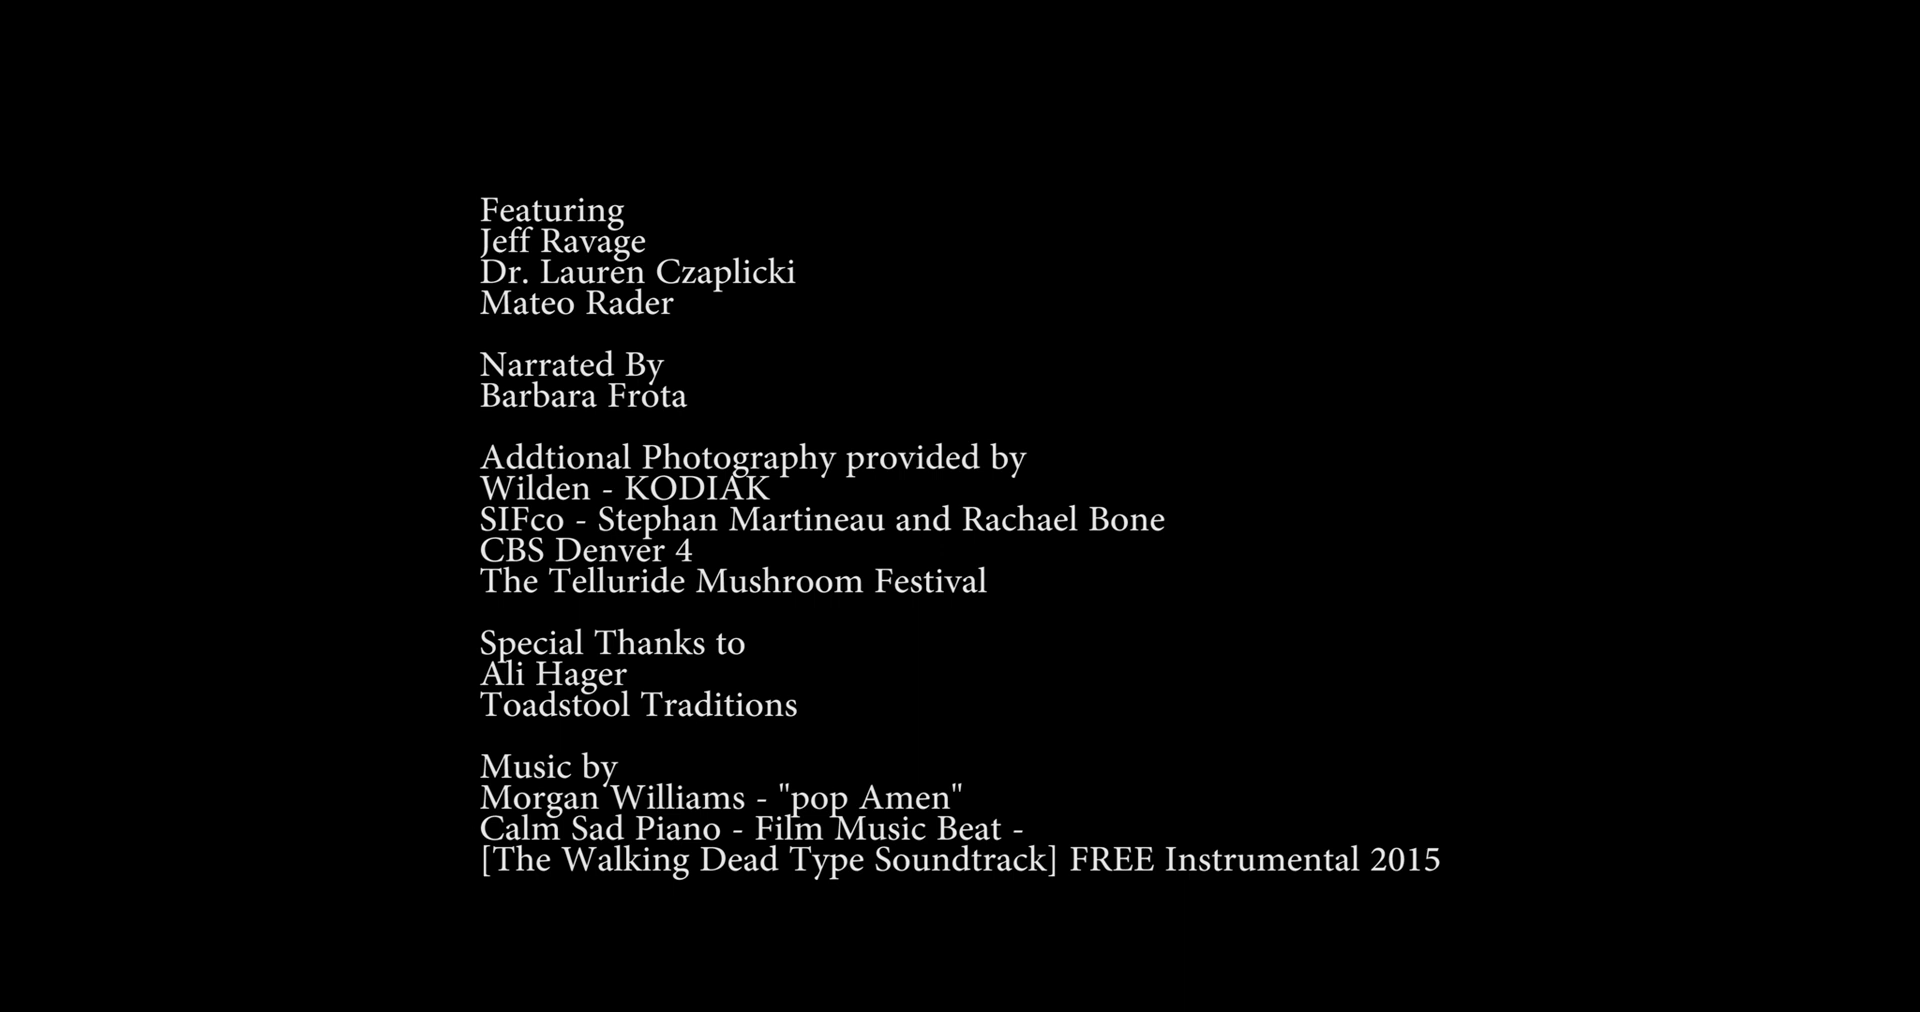 Featuring
Jeff Ravage
Dr. Lauren Czaplicki
Mateo Rader
Narrated By
Barbara Frota
Addtional Photography provided by
Wilden - KODIAK
SIFco - Stephan Martineau and Rachael Bone
CBS Denver 4
The Telluride Mushroom Festival
Special Thanks to
Ali Hager
Toadstool Traditions
Music by
Morgan Williams - "pop Amen"
Calm Sad Piano - Film Music Beat -
[The Walking Dead Type Soundtrack] FREE Instrumental 2015